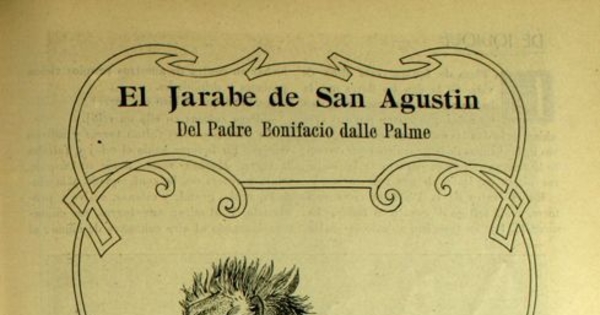 El Jarabe de San Agustin
Del Padre Bonifacio dalle Palme